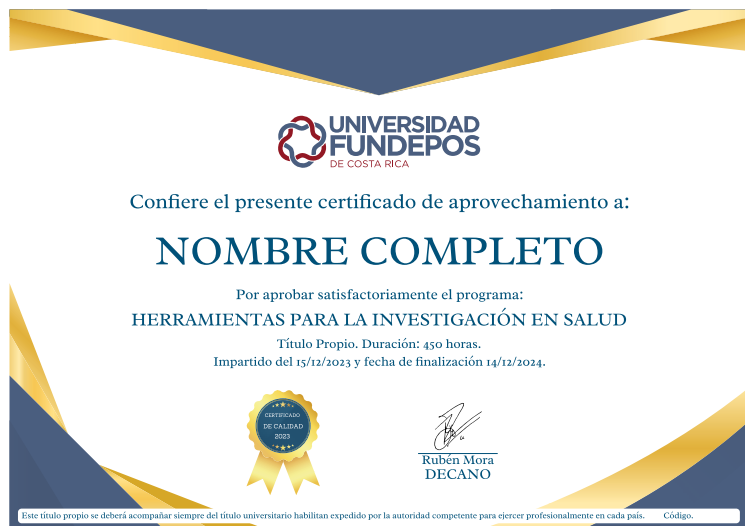 UNIVERSIDAD
FUNDEPOS
DE COSTA RICA
Confiere el presente certificado de aprovechamiento a:
NOMBRE COMPLETO
Por aprobar satisfactoriamente el programa:
HERRAMIENTAS PARA LA INVESTIGACIÓN EN SALUD
Título Propio. Duración: 450 horas.
Impartido del 15/12/2023 y fecha de finalización 14/12/2024.
CERTIFICADO
DE CALIDAD
2023
Rubén Mora
DECANO
Este título propio se deberá acompañar siempre del título universitario habilitan expedido por la autoridad competente para ejercer profesionalmente en cada país. Código.